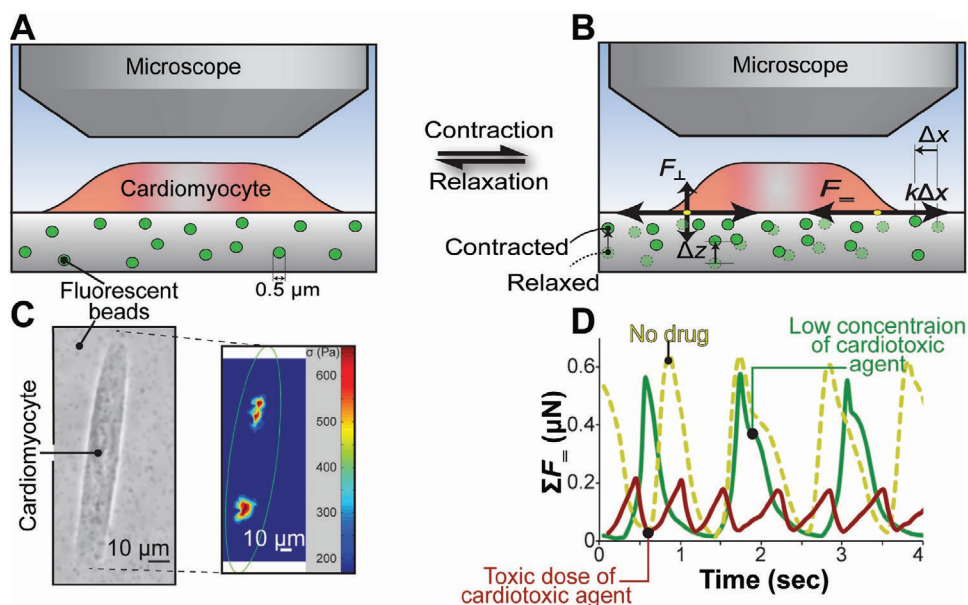 A
Microscope
Cardiomyocyte
0.5 µm
Fluorescent
beads
Contraction
Relaxation
B
Microscope
F⊥
F=
Δx
kΔx
Δz
Contracted
Relaxed
C
Cardiomyocyte
10 µm
σ (Pa)
600
500
400
300
200
10 µm
D
No drug
Low concentraion
of cardiotoxic
agent
ΣF= (µN)
0.6
0.4
0.2
0
0
1
2
3
4
Time (sec)
Toxic dose of
cardiotoxic agent